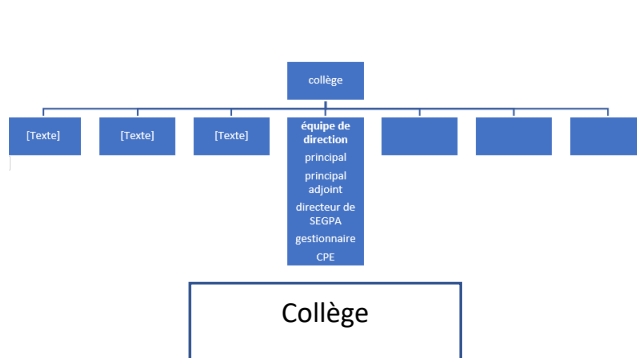 collège
[Texte]
[Texte]
[Texte]
équipe de
direction
principal
principal
adjoint
directeur de
SEGPA
gestionnaire
CPE
Collège